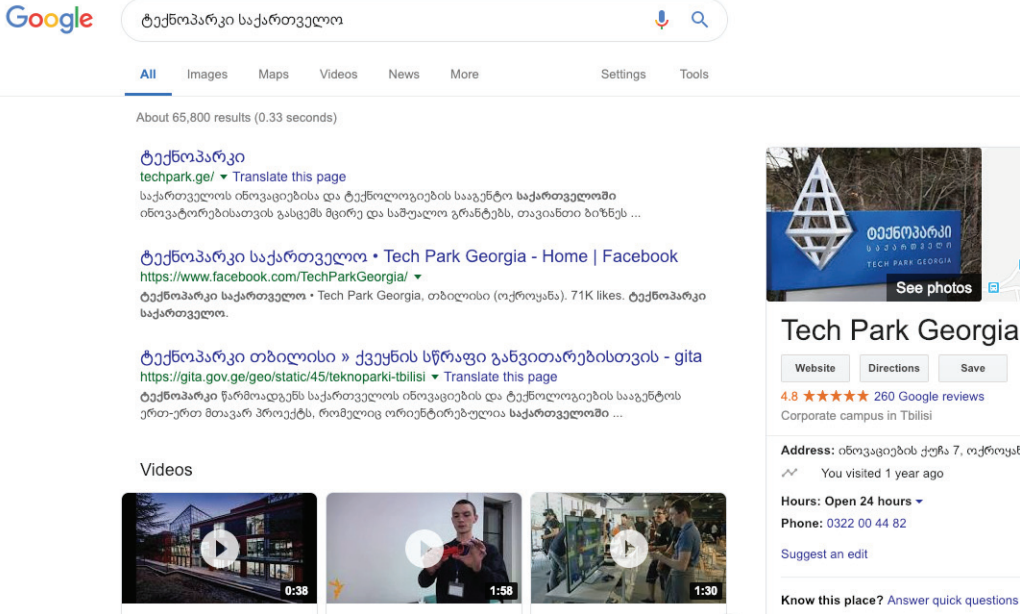 Google
ტექნოპარკი საქართველო
All Images Maps Videos News More Settings Tools
About 65,800 results (0.33 seconds)
ტექნოპარკი
techpark.ge/ Translate this page
საქართველოს ინოვაციებისა და ტექნოლოგიების სააგენტო საქართველოში
ინოვატორებისათვის გასცემს მცირე და საშუალო გრანტებს, თავიანთი ბიზნეს ...
ტექნოპარკი საქართველო • Tech Park Georgia - Home | Facebook
https://www.facebook.com/TechParkGeorgia/
ტექნოპარკი საქართველო • Tech Park Georgia, თბილისი (ოქროყანა). 71K likes. ტექნოპარკი
საქართველო.
ტექნოპარკი თბილისი » ქვეყნის სწრაფი განვითარებისთვის - gita
https://gita.gov.ge/geo/static/45/teknoparki-tbilisi Translate this page
ტექნოპარკი წარმოადგენს საქართველოს ინოვაციების და ტექნოლოგიების სააგენტოს
ერთ-ერთ მთავარ პროექტს, რომელიც ორიენტირებულია საქართველოში ...
Videos
0:38
1:58
1:30
ტექნოპარკი
საქართველო
TECH PARK GEORGIA
See photos
Tech Park Georgia
Website Directions Save
4.8 ★★★★★ 260 Google reviews
Corporate campus in Tbilisi
Address: ინოვაციების ქუჩა 7, ოქროყან
You visited 1 year ago
Hours: Open 24 hours
Phone: 0322 00 44 82
Suggest an edit
Know this place? Answer quick questions